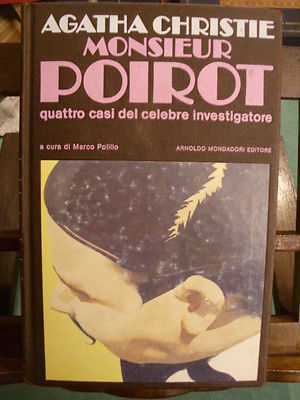 AGATHA CHRISTIE
MONSIEUR
POIROT
quattro casi del celebre investigatore
a cura di Marco Polillo ARNOLDO MONDADORI EDITORE